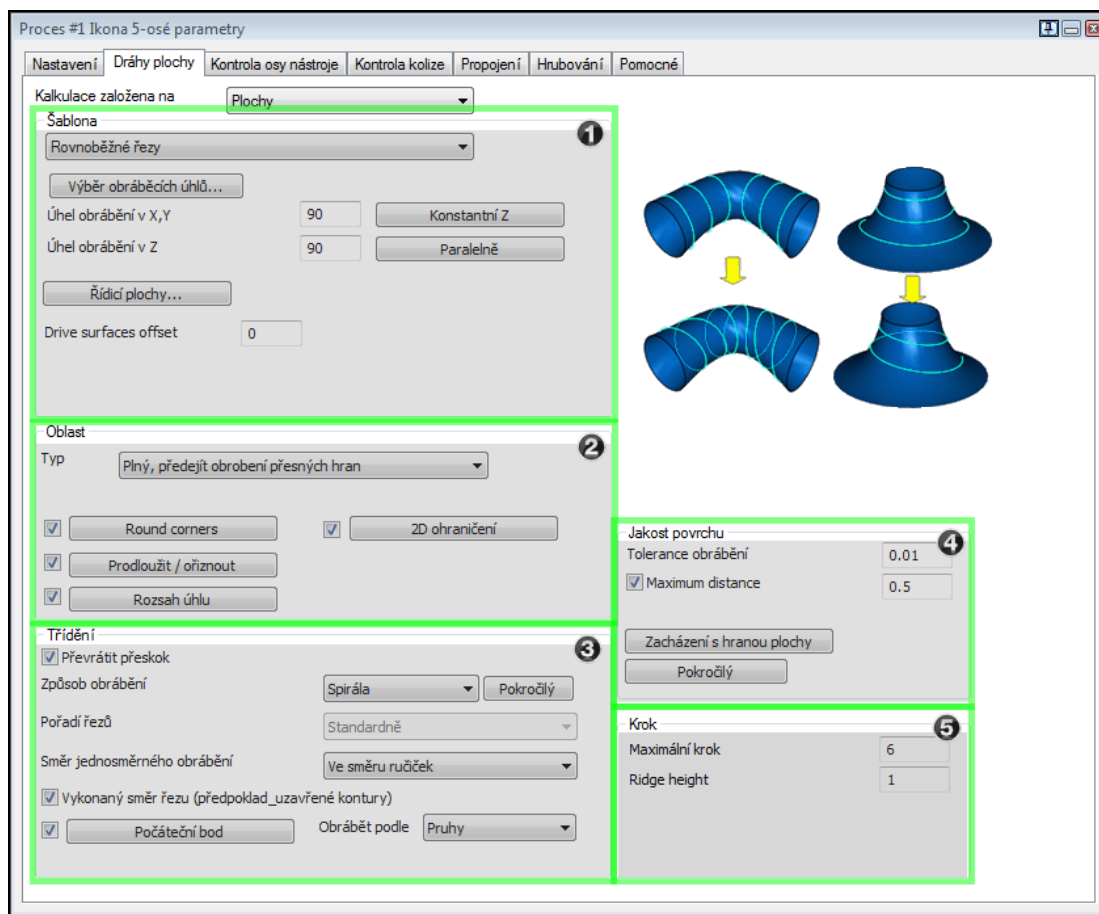 Proces #1 Ikona 5-osé parametry
Nastavení Dráhy plochy Kontrola osy nástroje Kontrola kolize Propojení Hrubování Pomocné
Kalkulace založena na Plochy
Šablona 1
Rovnoběžné řezy
Výběr obráběcích úhlů...
Úhel obrábění v X,Y 90 Konstantní Z
Úhel obrábění v Z 90 Paralelně
Řídicí plochy...
Drive surfaces offset 0
Oblast 2
Typ Plný, předejít obrobení přesných hran
Round corners 2D ohraničení
Prodloužit / ořiznout
Rozsah úhlu
Třídění 3
Převrátit přeskok
Způsob obrábění Spirála Pokročilý
Pořadí řezů Standardně
Směr jednosměrného obrábění Ve směru ručiček
Vykonaný směr řezu (předpoklad_uzavřené kontury)
Počáteční bod Obrábět podle Pruhy
Jakost povrchu 4
Tolerance obrábění 0.01
Maximum distance 0.5
Zacházení s hranou plochy
Pokročilý
Krok 5
Maximální krok 6
Ridge height 1